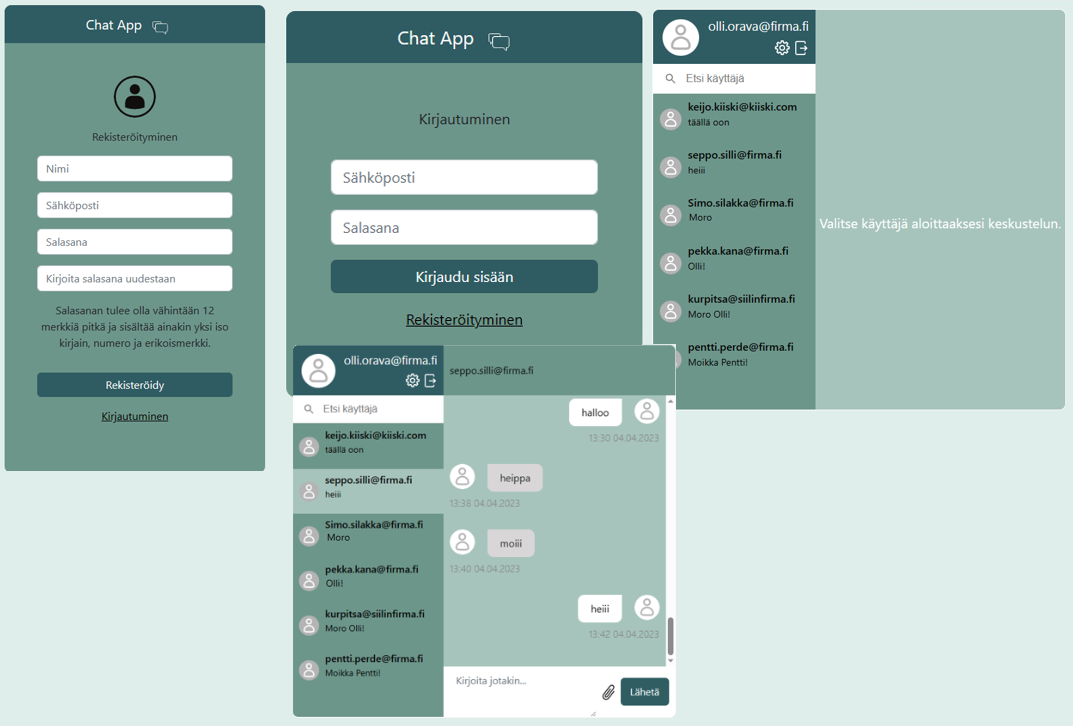 Chat App
Rekisteröityminen
Nimi
Sähköposti
Salasana
Kirjoita salasana uudestaan
Salasanan tulee olla vähintään 12
merkkiä pitkä ja sisältää ainakin yksi iso
kirjain, numero ja erikoismerkki.
Rekisteröidy
Kirjautuminen
Chat App
Kirjautuminen
Sähköposti
Salasana
Kirjaudu sisään
Rekisteröityminen
olli.orava@firma.fi
Etsi käyttäjä
keijo.kiiski@kiiski.com
täällä oon
seppo.silli@firma.fi
heiii
Simo.silakka@firma.fi
Moro
pekka.kana@firma.fi
Olli!
kurpitsa@siilinfirma.fi
Moro Olli!
pentti.perde@firma.fi
Moikka Pentti!
Valitse käyttäjä aloittaaksesi keskustelun.
olli.orava@firma.fi
Etsi käyttäjä
keijo.kiiski@kiiski.com
täällä oon
seppo.silli@firma.fi
heiii
Simo.silakka@firma.fi
Moro
pekka.kana@firma.fi
Olli!
kurpitsa@siilinfirma.fi
Moro Olli!
pentti.perde@firma.fi
Moikka Pentti!
seppo.silli@firma.fi
halloo
13:30 04.04.2023
heippa
13:38 04.04.2023
moiii
13:40 04.04.2023
heiii
13:42 04.04.2023
Kirjoita jotakin...
Lähetä